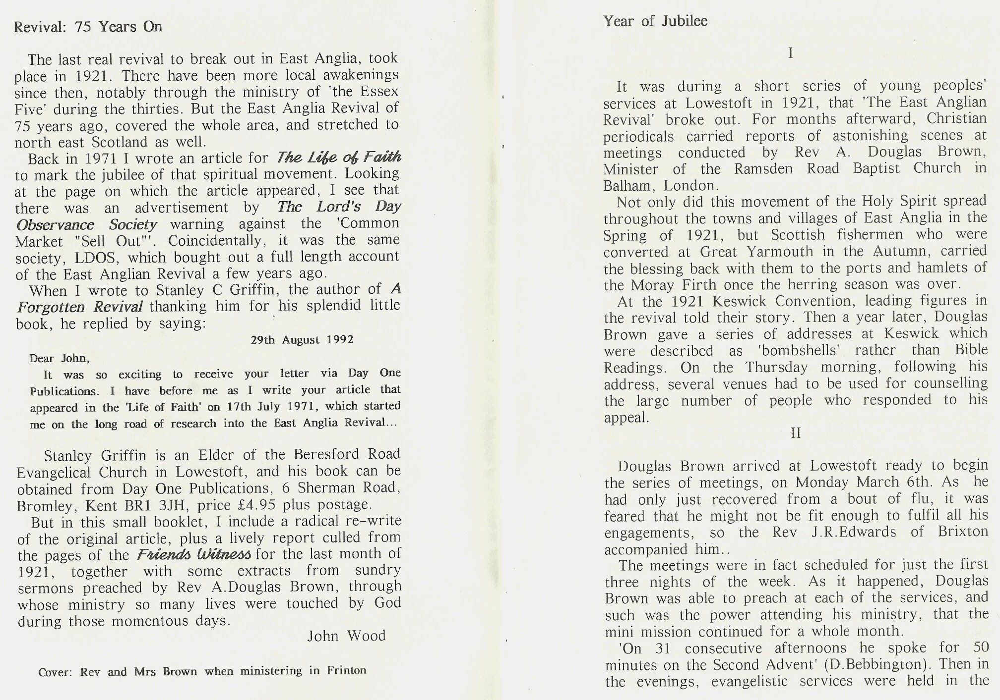 Revival: 75 Years On
The last real revival to break out in East Anglia, took
place in 1921. There have been more local awakenings
since then, notably through the ministry of 'the Essex
Five' during the thirties. But the East Anglia Revival of
75 years ago, covered the whole area, and stretched to
north east Scotland as well.
Back in 1971 I wrote an article for The Life of Faith
to mark the jubilee of that spiritual movement. Looking
at the page on which the article appeared, I see that
there was an advertisement by The Lord's Day
Observance Society warning against the 'Common
Market "Sell Out"'. Coincidentally, it was the same
society, LDOS, which bought out a full length account
of the East Anglian Revival a few years ago.
When I wrote to Stanley C Griffin, the author of A
Forgotten Revival thanking him for his splendid little
book, he replied by saying:
29th August 1992
Dear John,
It was so exciting to receive your letter via Day One
Publications. I have before me as I write your article that
appeared in the 'Life of Faith' on 17th July 1971, which started
me on the long road of research into the East Anglia Revival...
Stanley Griffin is an Elder of the Beresford Road
Evangelical Church in Lowestoft, and his book can be
obtained from Day One Publications, 6 Sherman Road,
Bromley, Kent BR1 3JH, price £4.95 plus postage.
But in this small booklet, I include a radical re-write
of the original article, plus a lively report culled from
the pages of the Friends Witness for the last month of
1921, together with some extracts from sundry
sermons preached by Rev A.Douglas Brown, through
whose ministry so many lives were touched by God
during those momentous days.
John Wood
Cover: Rev and Mrs Brown when ministering in Frinton
Year of Jubilee
I
It was during a short series of young peoples'
services at Lowestoft in 1921, that 'The East Anglian
Revival' broke out. For months afterward, Christian
periodicals carried reports of astonishing scenes at
meetings conducted by Rev A. Douglas Brown,
Minister of the Ramsden Road Baptist Church in
Balham, London.
Not only did this movement of the Holy Spirit spread
throughout the towns and villages of East Anglia in the
Spring of 1921, but Scottish fishermen who were
converted at Great Yarmouth in the Autumn, carried
the blessing back with them to the ports and hamlets of
the Moray Firth once the herring season was over.
At the 1921 Keswick Convention, leading figures in
the revival told their story. Then a year later, Douglas
Brown gave a series of addresses at Keswick which
were described as 'bombshells' rather than Bible
Readings. On the Thursday morning, following his
address, several venues had to be used for counselling
the large number of people who responded to his
appeal.
II
Douglas Brown arrived at Lowestoft ready to begin
the series of meetings, on Monday March 6th. As he
had only just recovered from a bout of flu, it was
feared that he might not be fit enough to fulfil all his
engagements, so the Rev J.R.Edwards of Brixton
accompanied him..
The meetings were in fact scheduled for just the first
three nights of the week. As it happened, Douglas
Brown was able to preach at each of the services, and
such was the power attending his ministry, that the
mini mission continued for a whole month.
'On 31 consecutive afternoons he spoke for 50
minutes on the Second Advent' (D.Bebbington). Then in
the evenings, evangelistic services were held in the